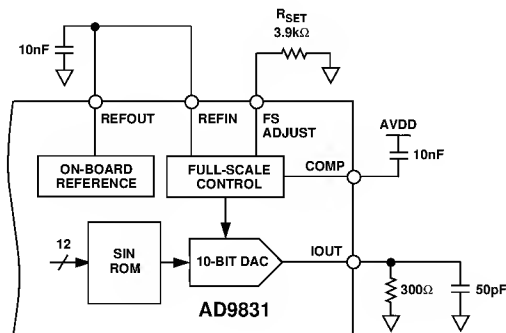 R_SET
3.9kΩ
10nF
REFOUT
REFIN
FS
ADJUST
AVDD
10nF
ON-BOARD
REFERENCE
FULL-SCALE
CONTROL
COMP
12
SIN
ROM
10-BIT DAC
IOUT
AD9831
300Ω
50pF